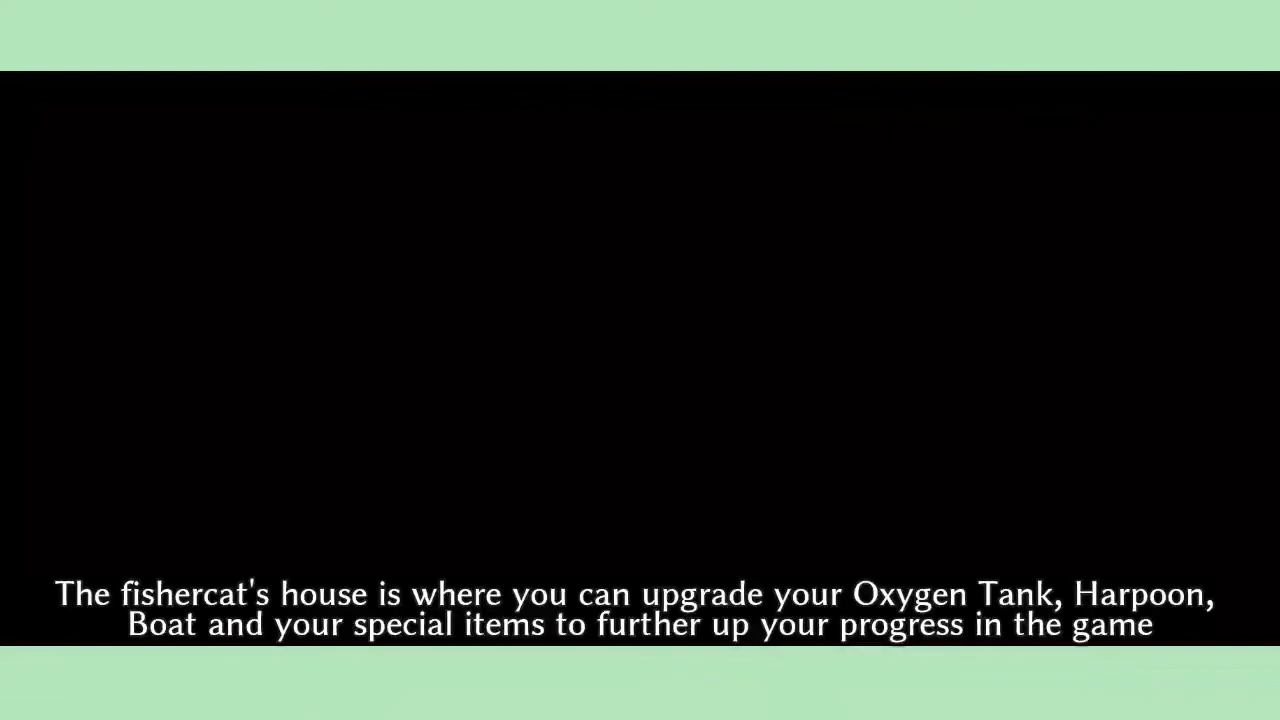 The fishercat's house is where you can upgrade your Oxygen Tank, Harpoon,
Boat and your special items to further up your progress in the game